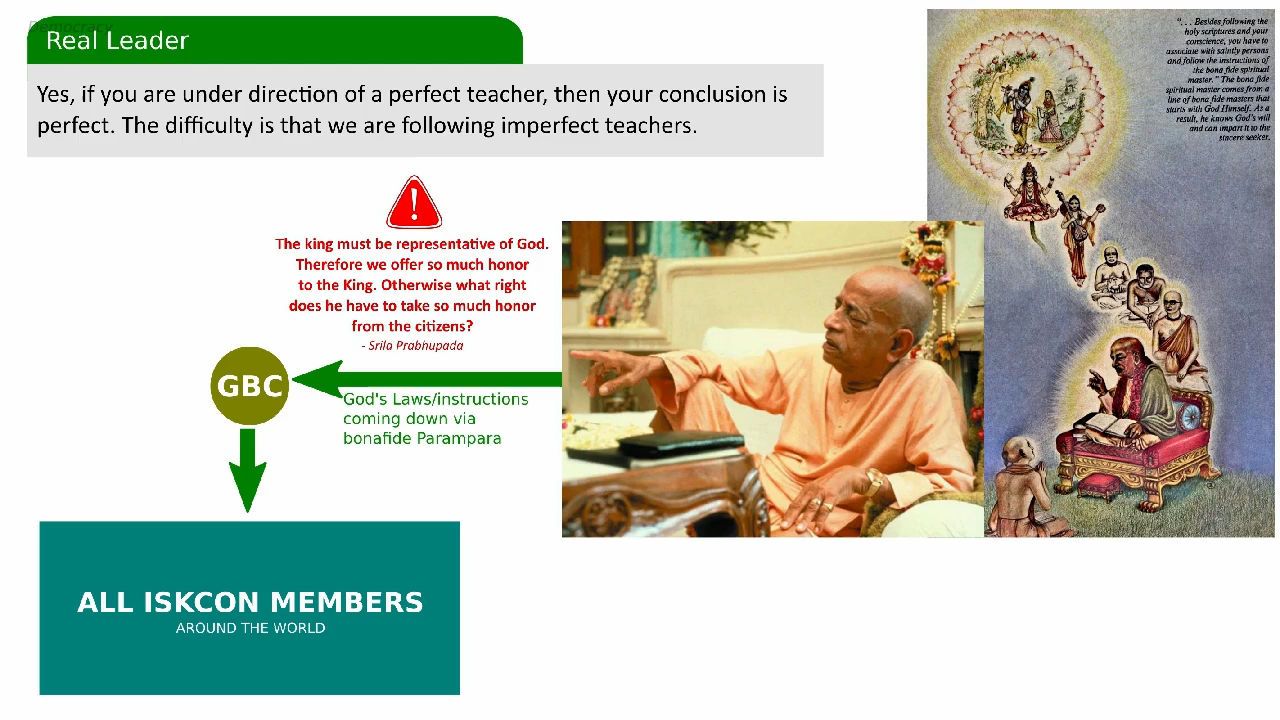 Democracy
Real Leader
Yes, if you are under direction of a perfect teacher, then your conclusion is
perfect. The difficulty is that we are following imperfect teachers.
"... Besides following the
holy scriptures and your
conscience, you have to
associate with saintly persons
and follow the instructions of
the bona fide spiritual
master." The bona fide
spiritual master comes from a
line of bona fide masters that
starts with God Himself. As a
result, he knows God's will
and can impart it to the
sincere seeker.
!
The king must be representative of God.
Therefore we offer so much honor
to the King. Otherwise what right
does he have to take so much honor
from the citizens?
- Srila Prabhupada
GBC
God's Laws/instructions
coming down via
bonafide Parampara
ALL ISKCON MEMBERS
AROUND THE WORLD